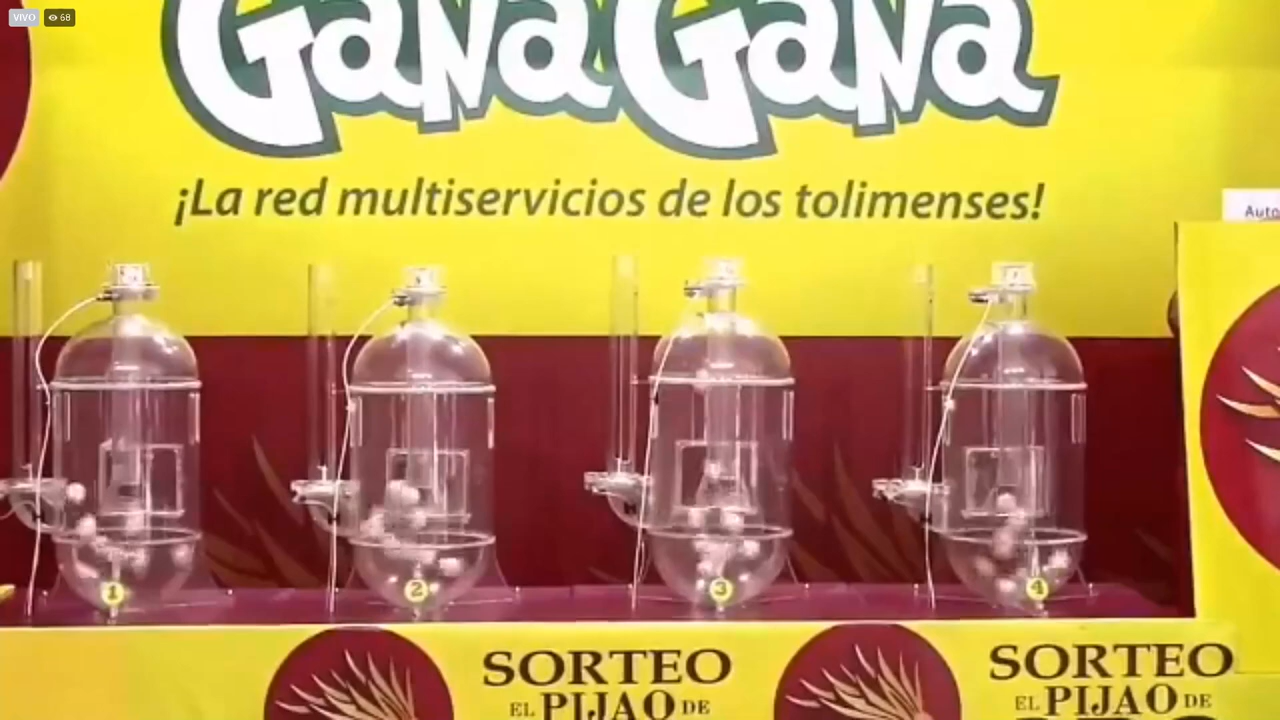 VIVO 68
GANAGANA
¡La red multiservicios de los tolimenses!
Auto
1 2 3 4
SORTEO
EL PIJAO DE
SORTEO
EL PIJAO DE